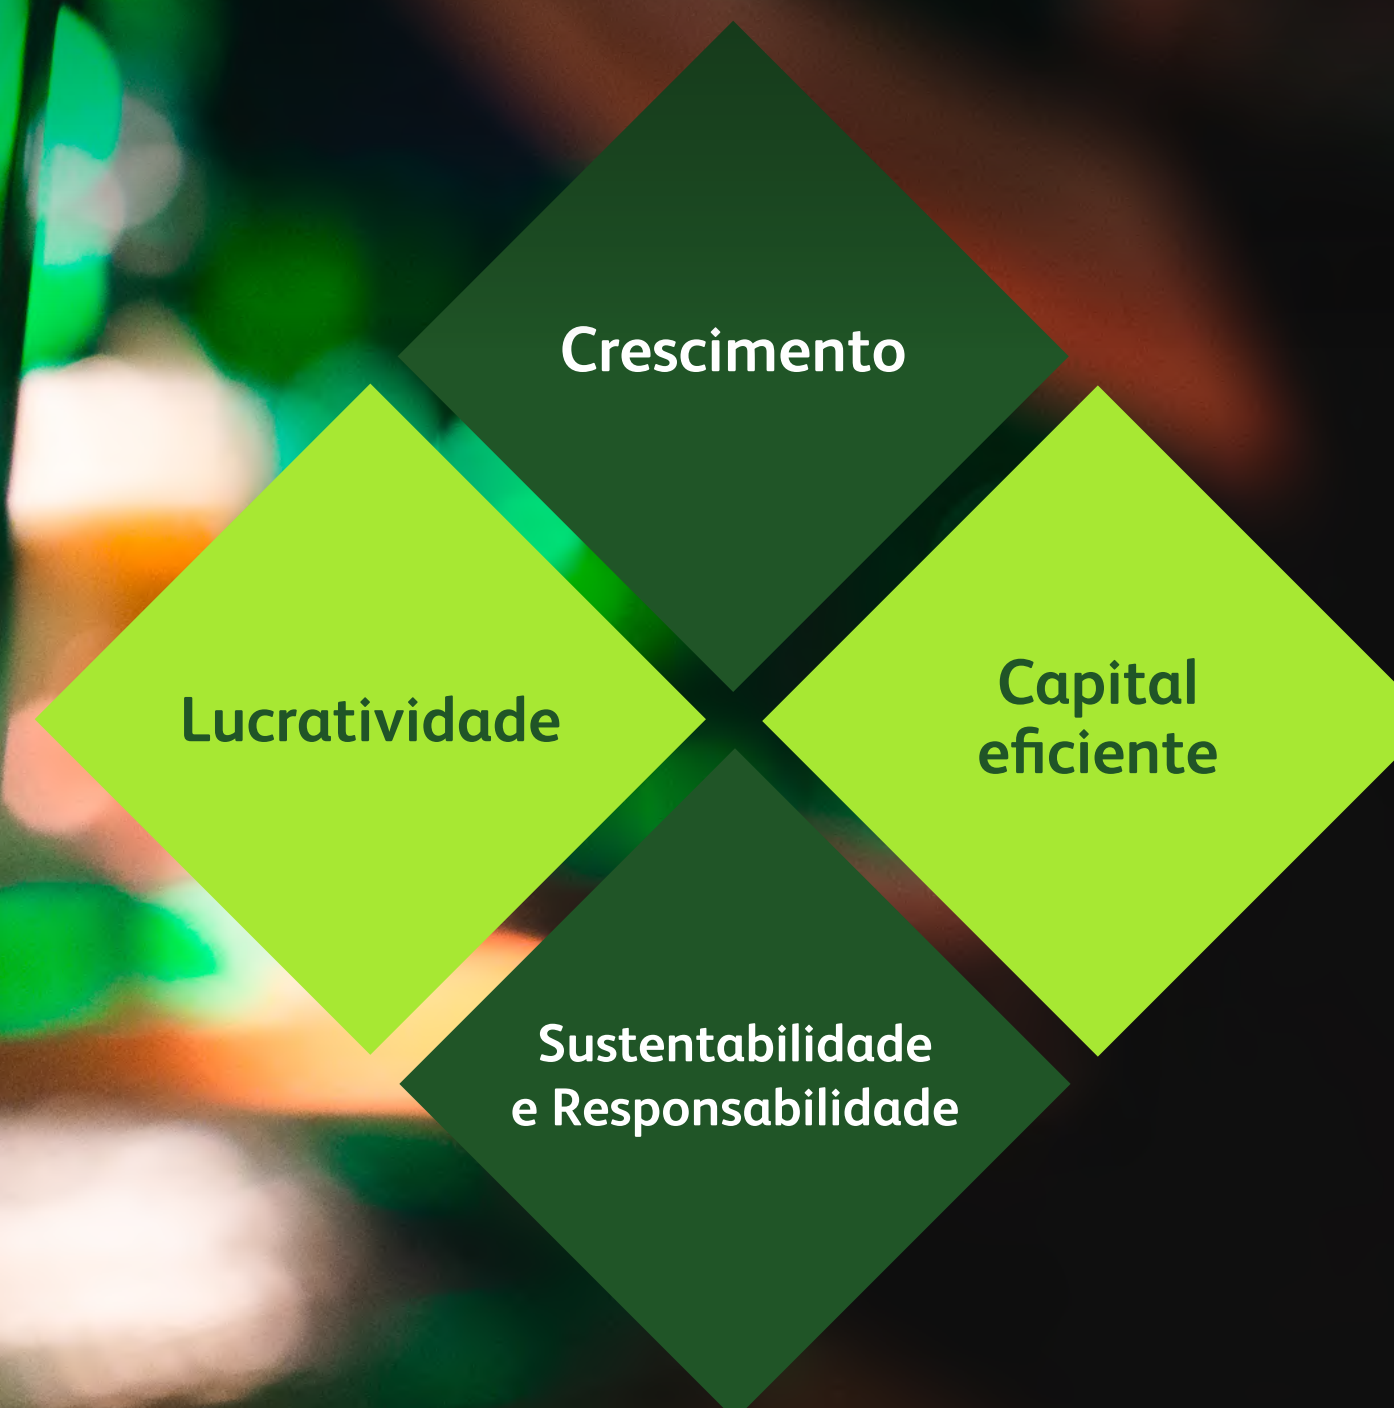 Crescimento
Lucratividade
Capital
eficiente
Sustentabilidade
e Responsabilidade